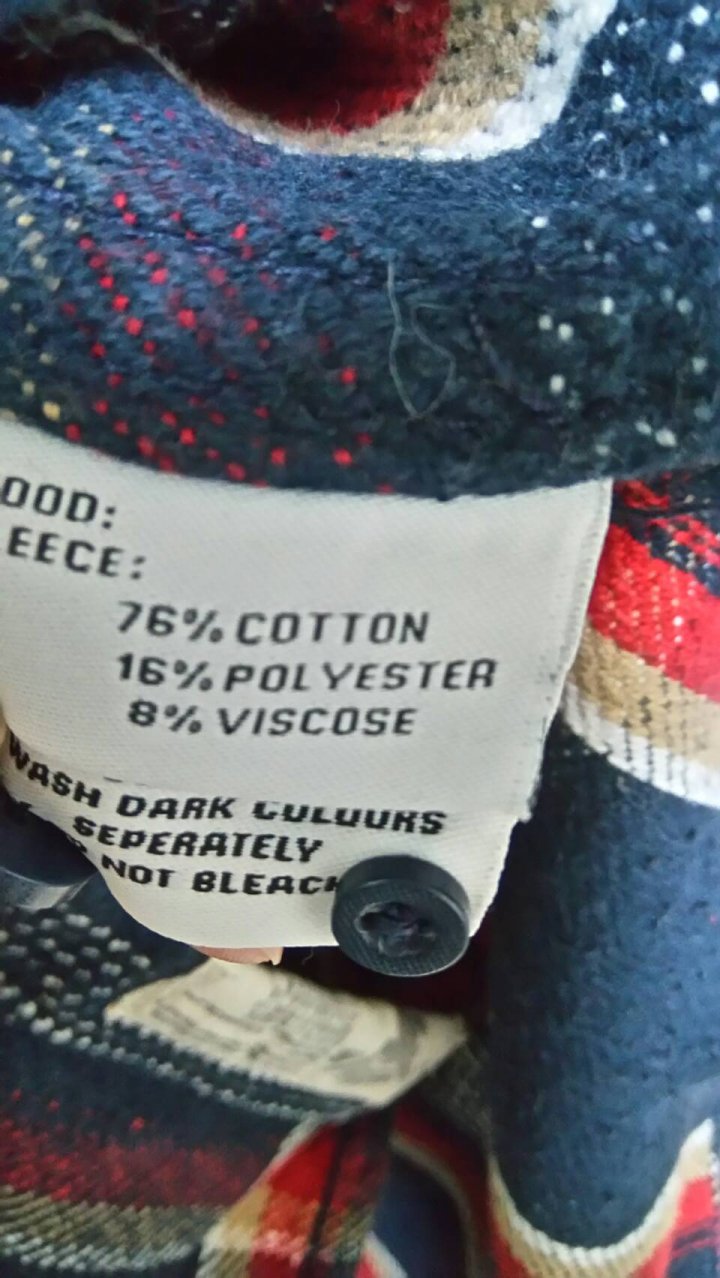 OOD:
EECE:
76% COTTON
16% POLYESTER
8% VISCOSE
WASH DARK COLOURS
SEPERATELY
NOT BLEACH